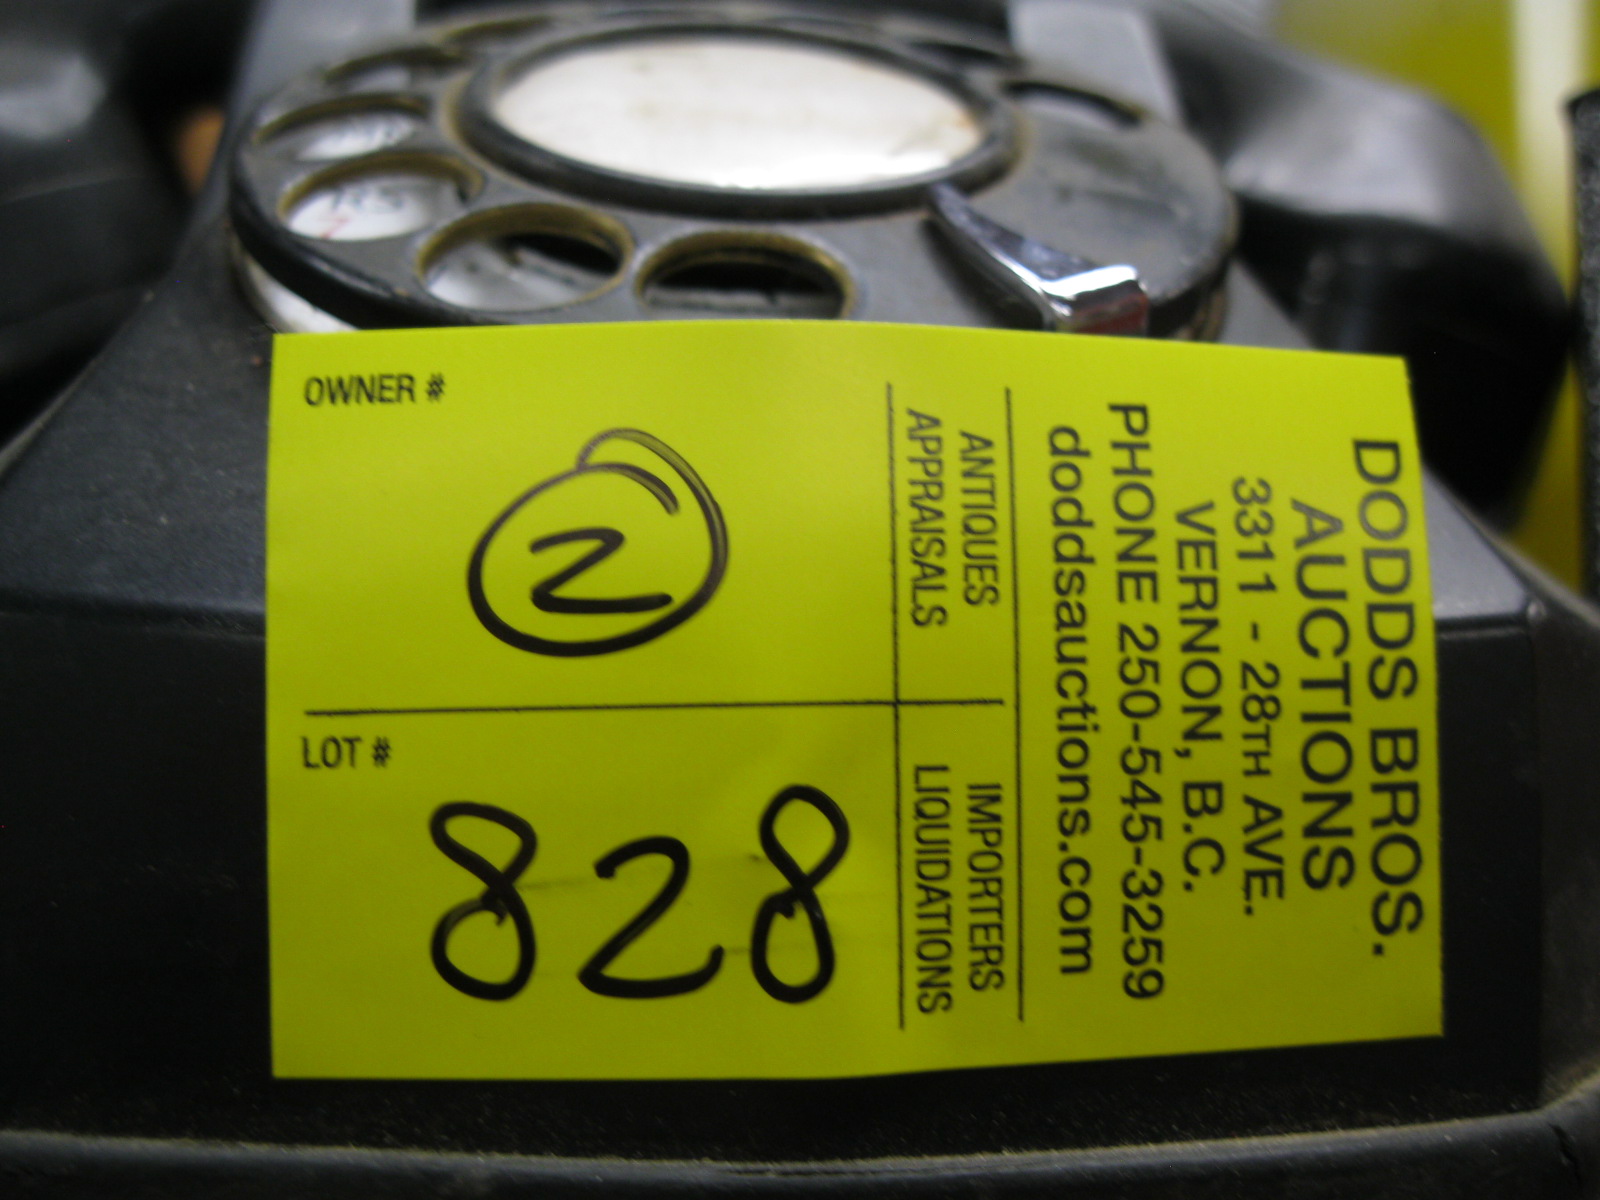 DODDS BROS.
AUCTIONS
3311 - 28TH AVE.
VERNON, B.C.
PHONE 250-545-3259
doddsauctions.com
ANTIQUES
APPRAISALS
IMPORTERS
LIQUIDATIONS
OWNER #
2
LOT #
828